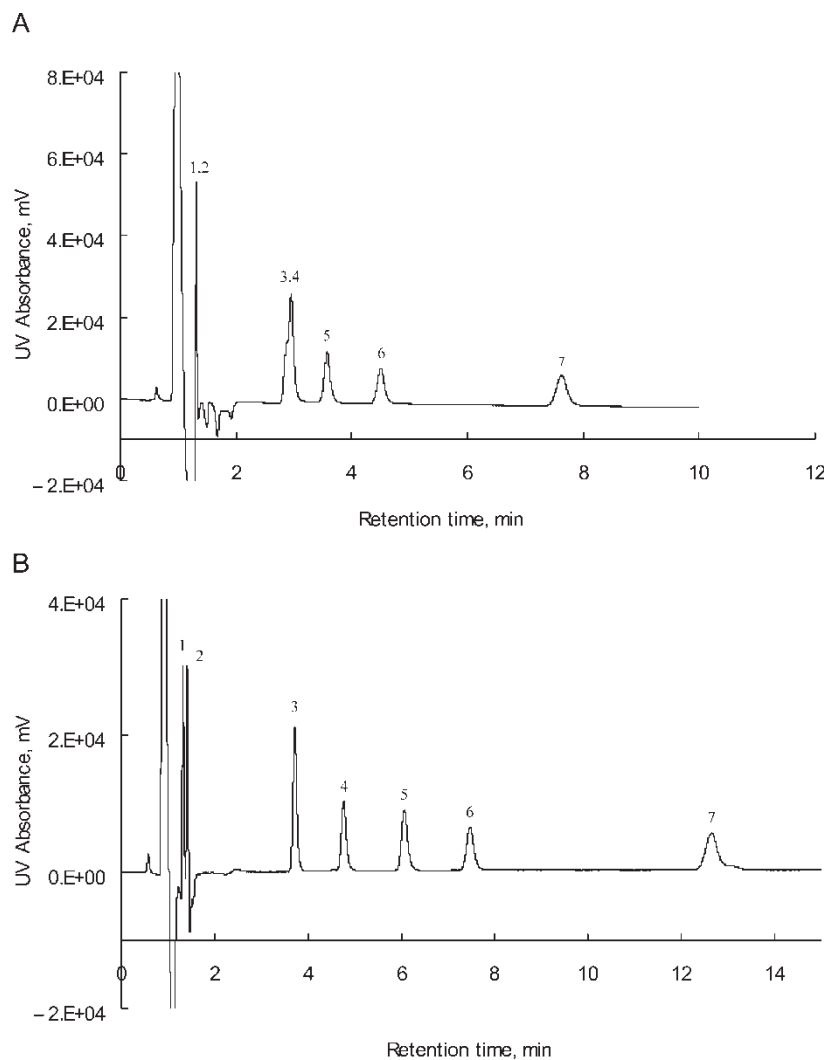 A
8.E+04
6.E+04
4.E+04
2.E+04
0.E+00
−2.E+04
UV Absorbance, mV
1.2
3.4
5
6
7
0 2 4 6 8 10 12
Retention time, min
B
4.E+04
2.E+04
0.E+00
−2.E+04
UV Absorbance, mV
1
2
3
4
5
6
7
0 2 4 6 8 10 12 14
Retention time, min